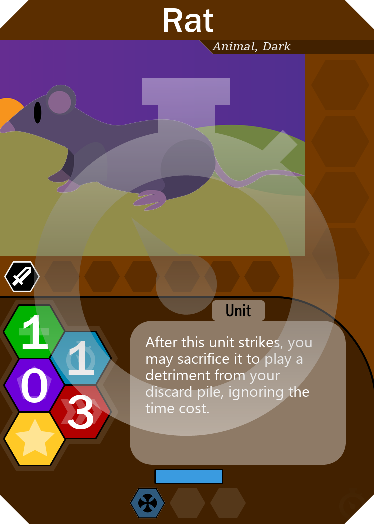 Rat
Animal, Dark
Unit
1
1
0
3
After this unit strikes, you
may sacrifice it to play a
detriment from your
discard pile, ignoring the
time cost.